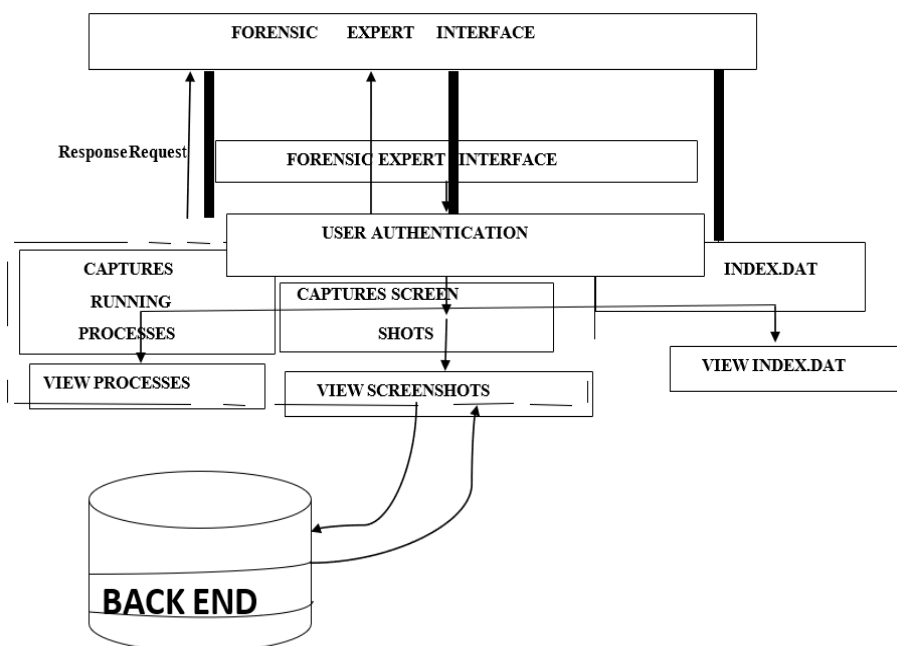 FORENSIC EXPERT INTERFACE
ResponseRequest
FORENSIC EXPERT INTERFACE
USER AUTHENTICATION
CAPTURES
RUNNING
PROCESSES
CAPTURES SCREEN
SHOTS
INDEX.DAT
VIEW PROCESSES
VIEW SCREENSHOTS
VIEW INDEX.DAT
BACK END